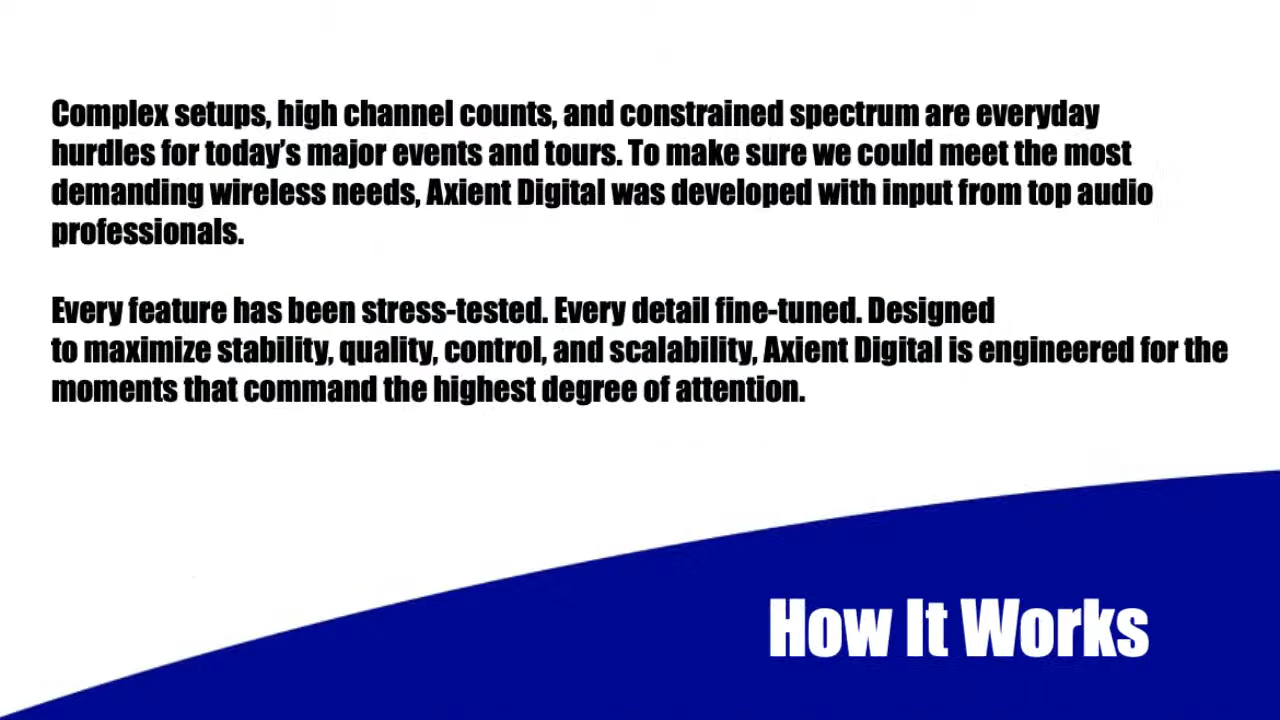 Complex setups, high channel counts, and constrained spectrum are everyday
hurdles for today’s major events and tours. To make sure we could meet the most
demanding wireless needs, Axient Digital was developed with input from top audio
professionals.
Every feature has been stress-tested. Every detail fine-tuned. Designed
to maximize stability, quality, control, and scalability, Axient Digital is engineered for the
moments that command the highest degree of attention.
How It Works